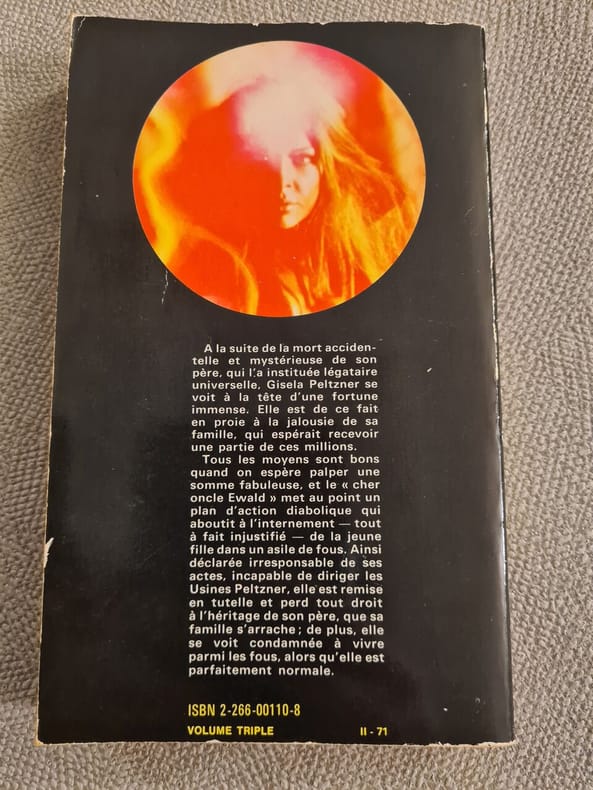 A la suite de la mort acciden-
telle et mystérieuse de son
père, qui l'a instituée légataire
universelle, Gisela Peltzner se
voit à la tête d'une fortune
immense. Elle est de ce fait
en proie à la jalousie de sa
famille, qui espérait recevoir
une partie de ces millions.
Tous les moyens sont bons
quand on espère palper une
somme fabuleuse, et le « cher
oncle Ewald » met au point un
plan d'action diabolique qui
aboutit à l'internement — tout
à fait injustifié — de la jeune
fille dans un asile de fous. Ainsi
déclarée irresponsable de ses
actes, incapable de diriger les
Usines Peltzner, elle est remise
en tutelle et perd tout droit
à l'héritage de son père, que sa
famille s'arrache ; de plus, elle
se voit condamnée à vivre
parmi les fous, alors qu'elle est
parfaitement normale.
ISBN 2-266-00110-8
VOLUME TRIPLE II - 71